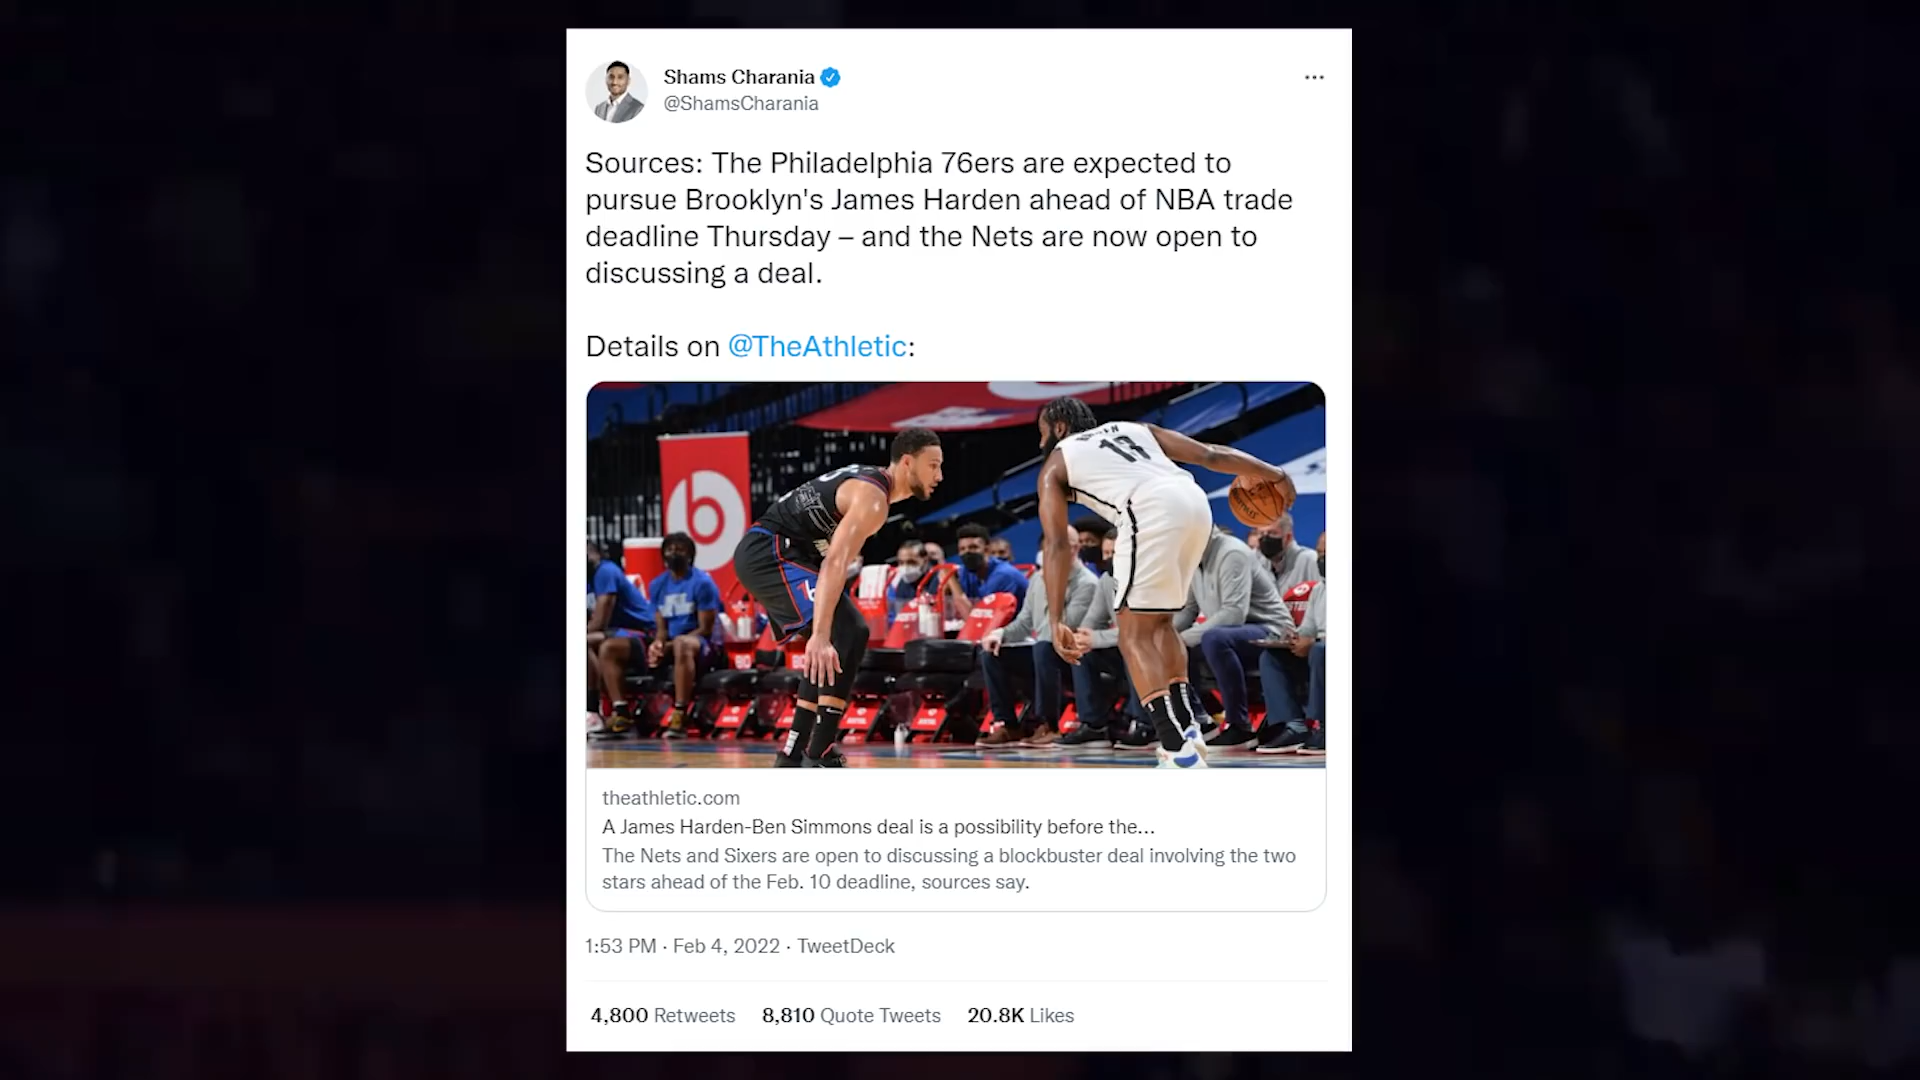 Shams Charania
@ShamsCharania
Sources: The Philadelphia 76ers are expected to
pursue Brooklyn's James Harden ahead of NBA trade
deadline Thursday – and the Nets are now open to
discussing a deal.
Details on @TheAthletic:
13
theathletic.com
A James Harden-Ben Simmons deal is a possibility before the...
The Nets and Sixers are open to discussing a blockbuster deal involving the two
stars ahead of the Feb. 10 deadline, sources say.
1:53 PM · Feb 4, 2022 · TweetDeck
4,800 Retweets 8,810 Quote Tweets 20.8K Likes